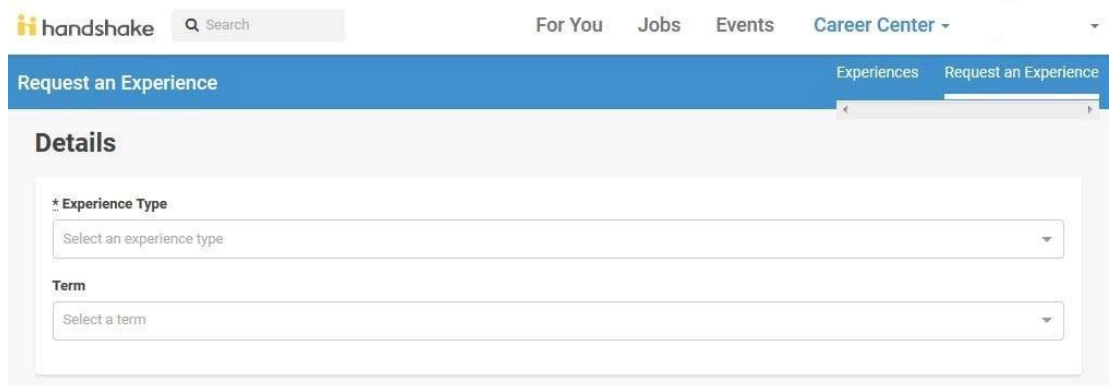 handshake Search For You Jobs Events Career Center
Request an Experience Experiences Request an Experience
Details
* Experience Type
Select an experience type
Term
Select a term